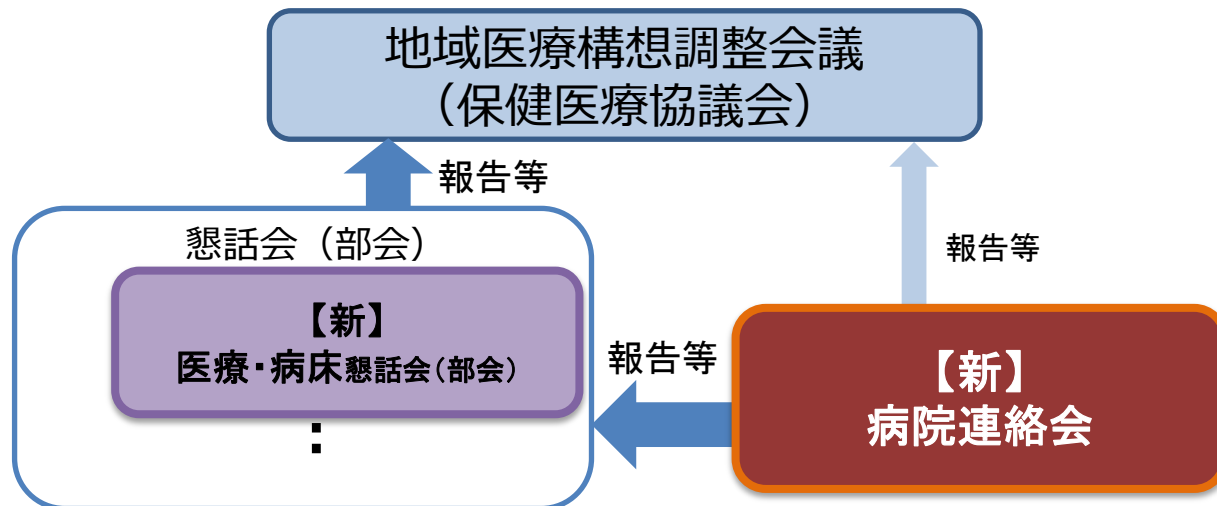 地域医療構想調整会議
（保健医療協議会）
報告等
報告等
懇話会（部会）
【新】
医療・病床懇話会（部会）
：
報告等
【新】
病院連絡会